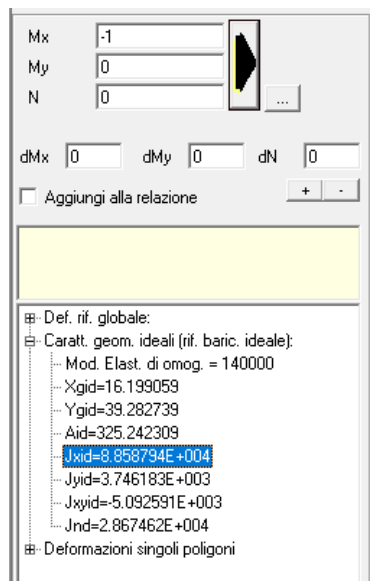 Mx -1
My 0
N 0
...
dMx 0 dMy 0 dN 0
Aggiungi alla relazione + -
Def. rif. globale:
Caratt. geom. ideali (rif. baric. ideale):
Mod. Elast. di omog. = 140000
Xgid=16.199059
Ygid=39.282739
Aid=325.242309
Jxid=8.858794E+004
Jyid=3.746183E+003
Jxyid=-5.092591E+003
Jnd=2.867462E+004
Deformazioni singoli poligoni